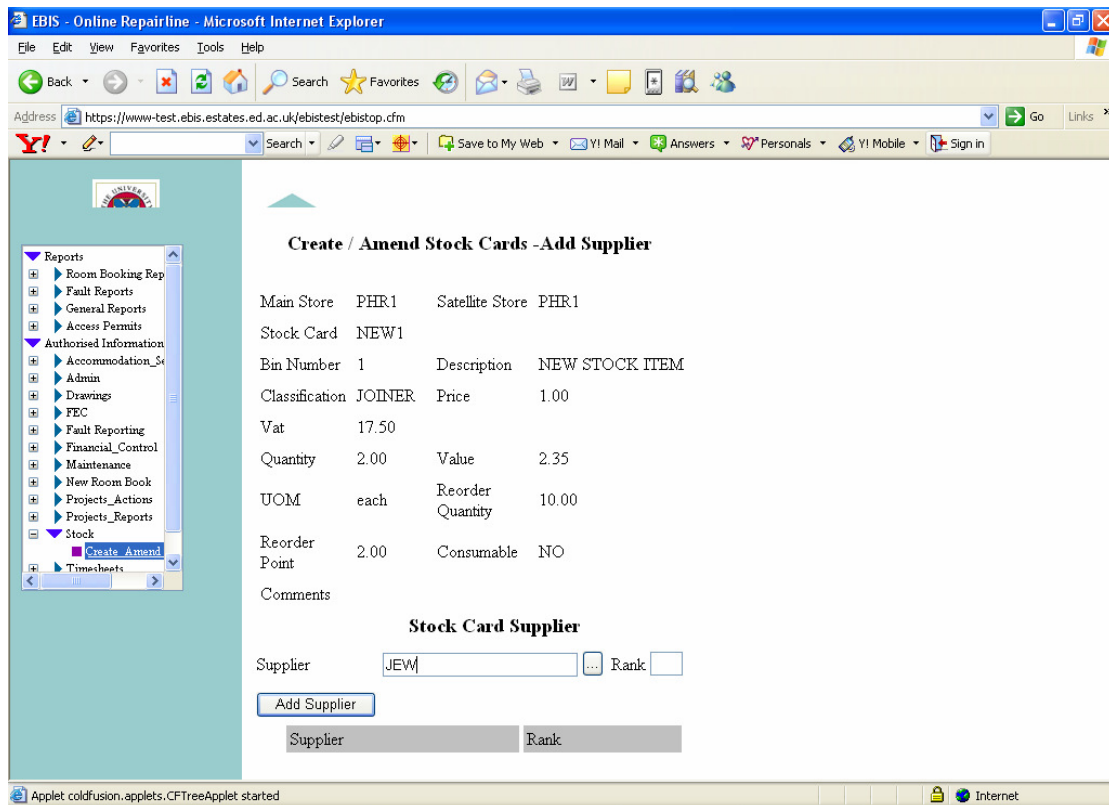 EBIS - Online Repairline - Microsoft Internet Explorer
File Edit View Favorites Tools Help
Back Search Favorites
Address https://www-test.ebis.estates.ed.ac.uk/ebistest/ebistop.cfm Go Links »
Y! Search Save to My Web Y! Mail Answers Personals Y! Mobile Sign in
THE UNIVERSITY
Create / Amend Stock Cards -Add Supplier
Reports
Room Booking Rep
Fault Reports
General Reports
Access Permits
Authorised Information
Accommodation_Se
Admin
Drawings
FEC
Fault Reporting
Financial_Control
Maintenance
New Room Book
Projects_Actions
Projects_Reports
Stock
Create_Amend_
Timesheets
Main Store PHR1 Satellite Store PHR1
Stock Card NEW1
Bin Number 1 Description NEW STOCK ITEM
Classification JOINER Price 1.00
Vat 17.50
Quantity 2.00 Value 2.35
UOM each Reorder Quantity 10.00
Reorder Point 2.00 Consumable NO
Comments
Stock Card Supplier
Supplier JEW ... Rank
Add Supplier
Supplier Rank
Applet coldfusion.applets.CFTreeApplet started Internet